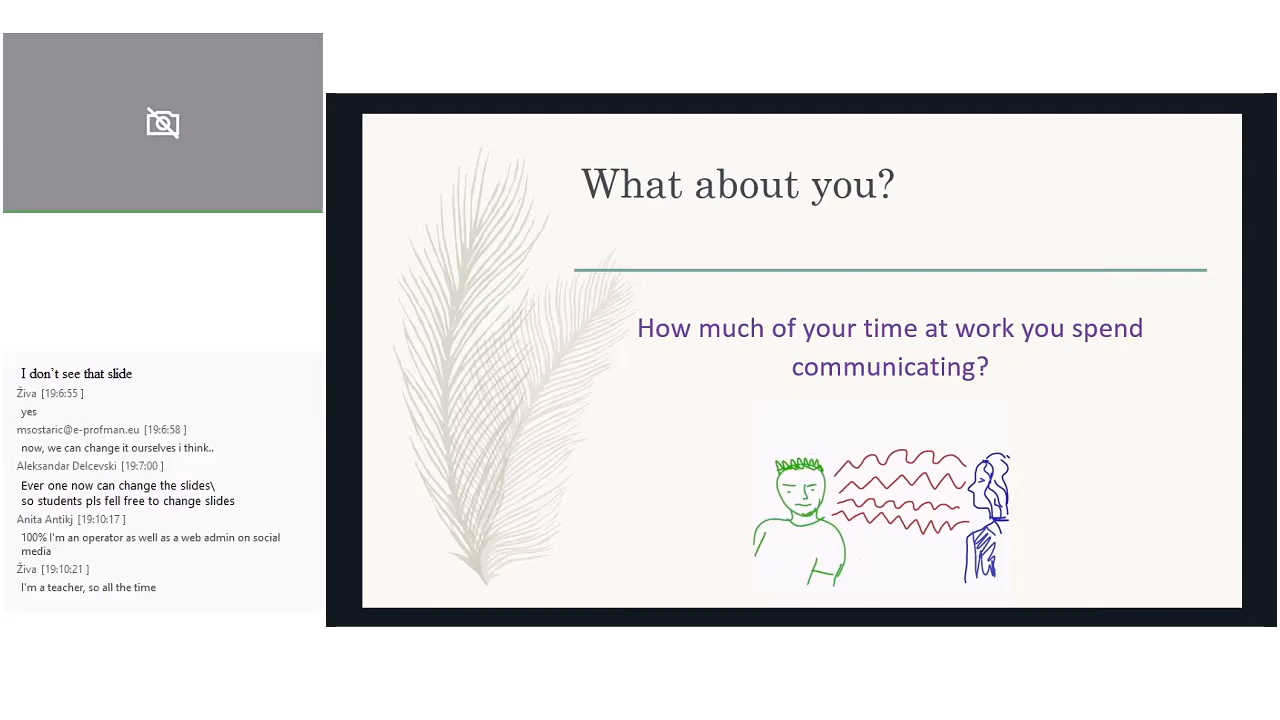 I don't see that slide
Živa [19:6:55 ]
yes
msostaric@e-profman.eu [19:6:58 ]
now, we can change it ourselves i think..
Aleksandar Delcevski [19:7:00 ]
Ever one now can change the slides\
so students pls fell free to change slides
Anita Antikj [19:10:17 ]
100% I'm an operator as well as a web admin on social
media
Živa [19:10:21 ]
I'm a teacher, so all the time
What about you?
How much of your time at work you spend
communicating?